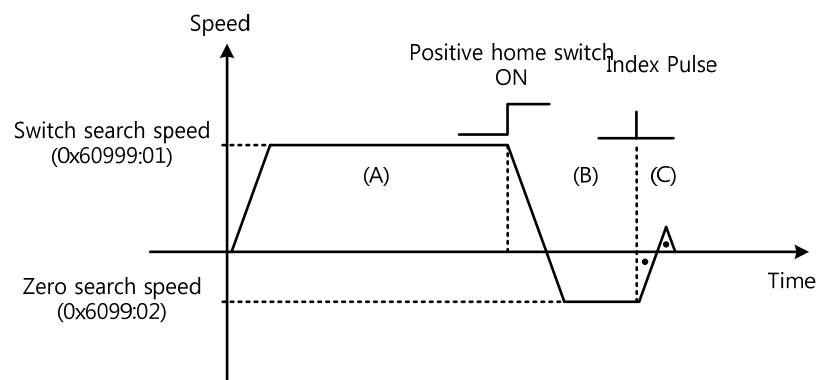 Speed
Positive home switch
ON
Index Pulse
Switch search speed
(0x60999:01)
(A)
(B)
(C)
Time
Zero search speed
(0x6099:02)